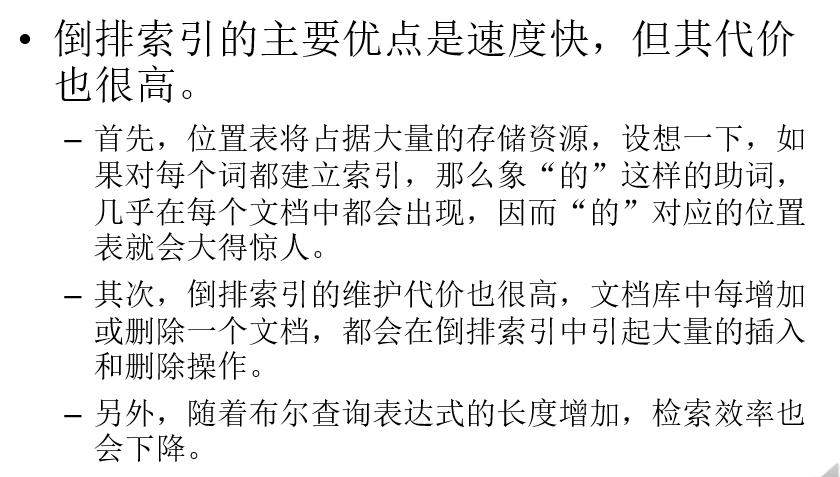 • 倒排索引的主要优点是速度快，但其代价
也很高。
– 首先，位置表将占据大量的存储资源，设想一下，如
果对每个词都建立索引，那么象“的”这样的助词，
几乎在每个文档中都会出现，因而“的”对应的位置
表就会大得惊人。
– 其次，倒排索引的维护代价也很高，文档库中每增加
或删除一个文档，都会在倒排索引中引起大量的插入
和删除操作。
– 另外，随着布尔查询表达式的长度增加，检索效率也
会下降。